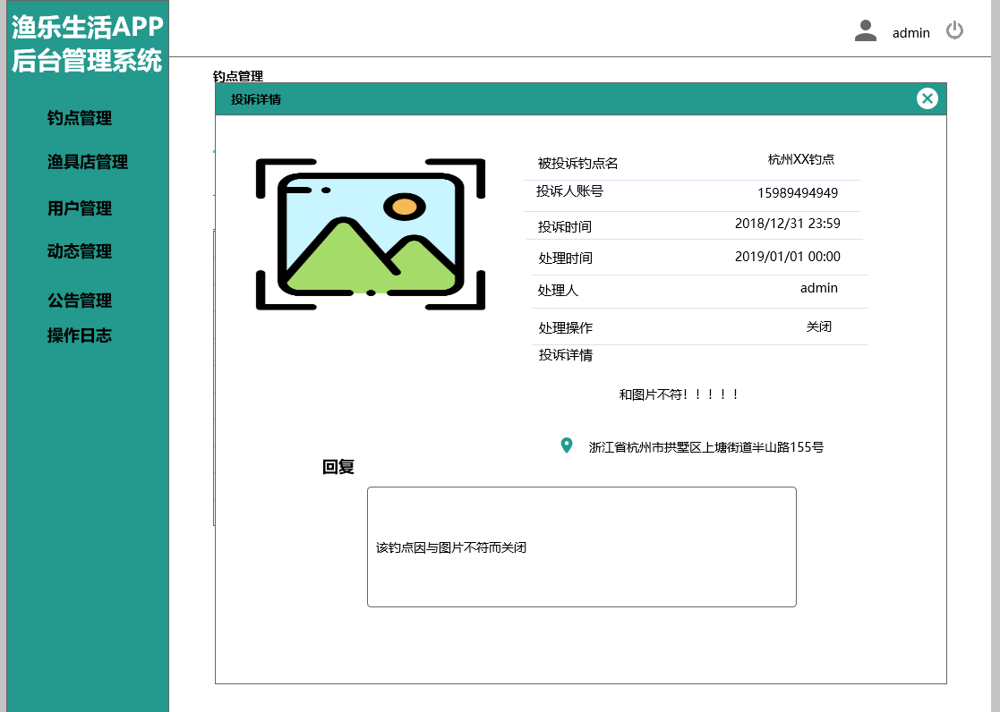 渔乐生活APP
后台管理系统
admin
钓点管理
渔具店管理
用户管理
动态管理
公告管理
操作日志
钓点管理
投诉详情
被投诉钓点名 杭州XX钓点
投诉人账号 15989494949
投诉时间 2018/12/31 23:59
处理时间 2019/01/01 00:00
处理人 admin
处理操作 关闭
投诉详情
和图片不符！！！！！
浙江省杭州市拱墅区上塘街道半山路155号
回复
该钓点因与图片不符而关闭